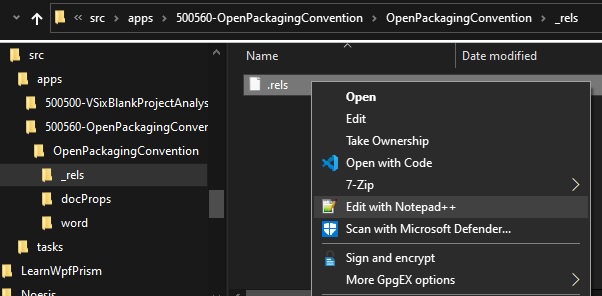 src > apps > 500560-OpenPackagingConvention > OpenPackagingConvention > _rels
src
apps
500500-VSixBlankProjectAnalys
500560-OpenPackagingConver
OpenPackagingConvention
_rels
docProps
word
tasks
LearnWpfPrism
Noesis
Name
Date modified
.rels
Open
Edit
Take Ownership
Open with Code
7-Zip
Edit with Notepad++
Scan with Microsoft Defender...
Sign and encrypt
More GpgEX options